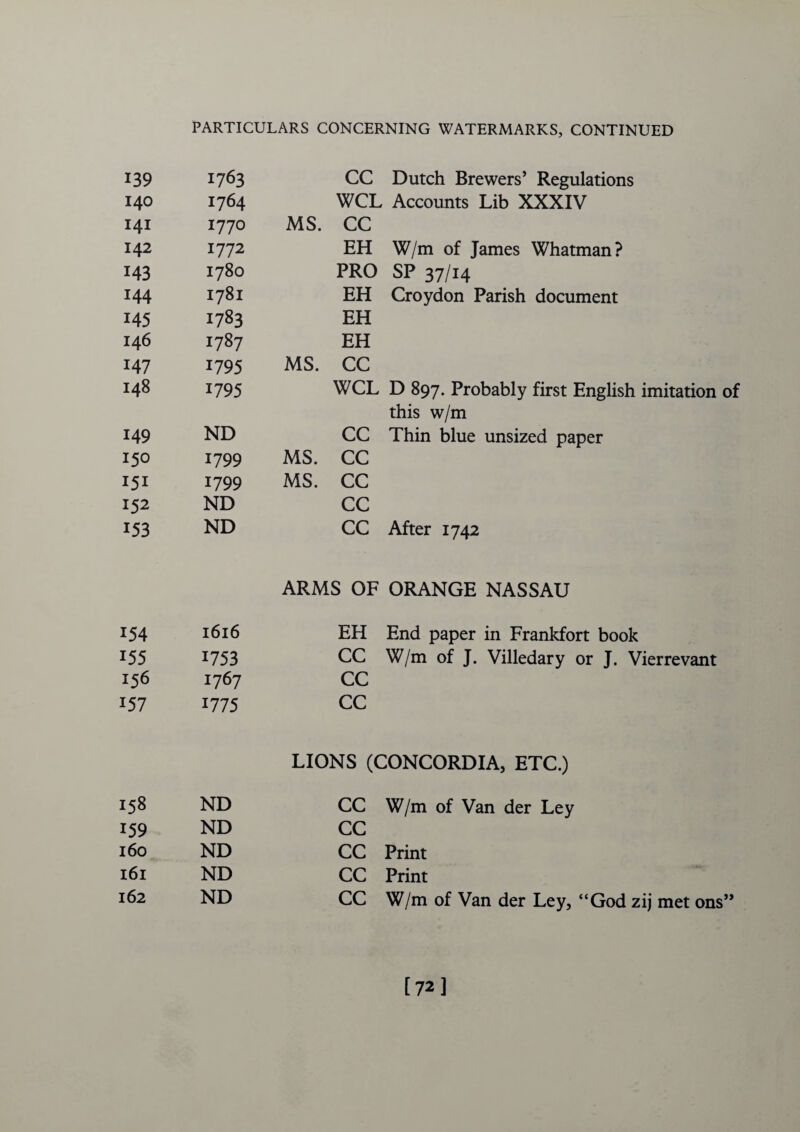 PARTICULARS CONCERNING WATERMARKS, CONTINUED
139 1763 CC Dutch Brewers’ Regulations
140 1764 WCL Accounts Lib XXXIV
141 1770 MS. CC
142 1772 EH W/m of James Whatman?
143 1780 PRO SP 37/14
144 1781 EH Croydon Parish document
145 1783 EH
146 1787 EH
147 1795 MS. CC
148 1795 WCL D 897. Probably first English imitation of
this w/m
149 ND CC Thin blue unsized paper
150 1799 MS. CC
151 1799 MS. CC
152 ND CC
153 ND CC After 1742
ARMS OF ORANGE NASSAU
154 1616 EH End paper in Frankfort book
155 1753 CC W/m of J. Villedary or J. Vierrevant
156 1767 CC
157 1775 CC
LIONS (CONCORDIA, ETC.)
158 ND CC W/m of Van der Ley
159 ND CC
160 ND CC Print
161 ND CC Print
162 ND CC W/m of Van der Ley, “God zij met ons”
[72]